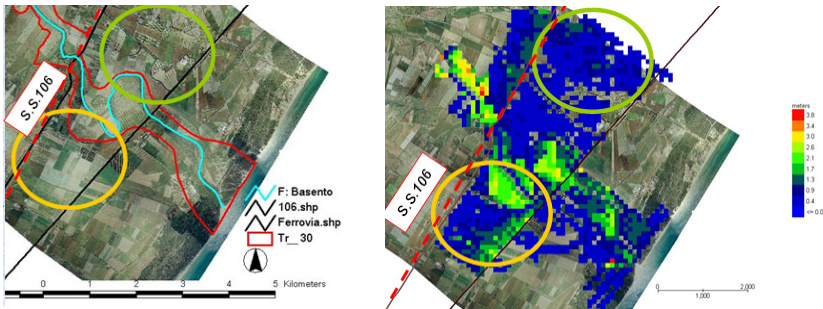 S.S.106
F: Basento
106.shp
Ferrovia.shp
Tr__30
0 1 2 3 4 5 Kilometers
S.S.106
meters
3.8
3.4
3.0
2.6
2.1
1.7
1.3
0.9
0.4
<= 0.0
0 1,000 2,000